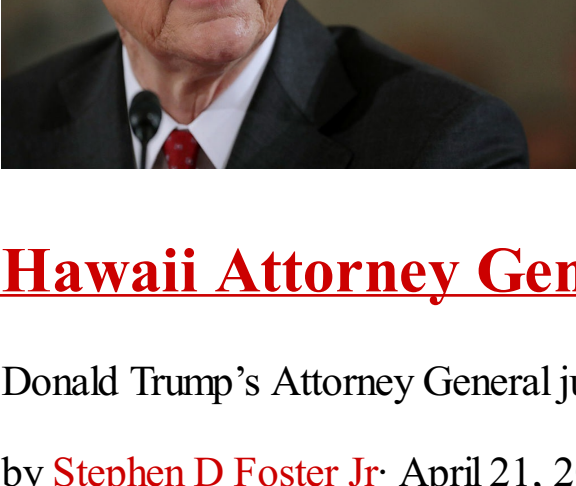 Hawaii Attorney Gen
Donald Trump’s Attorney General ju
by Stephen D Foster Jr· April 21, 2